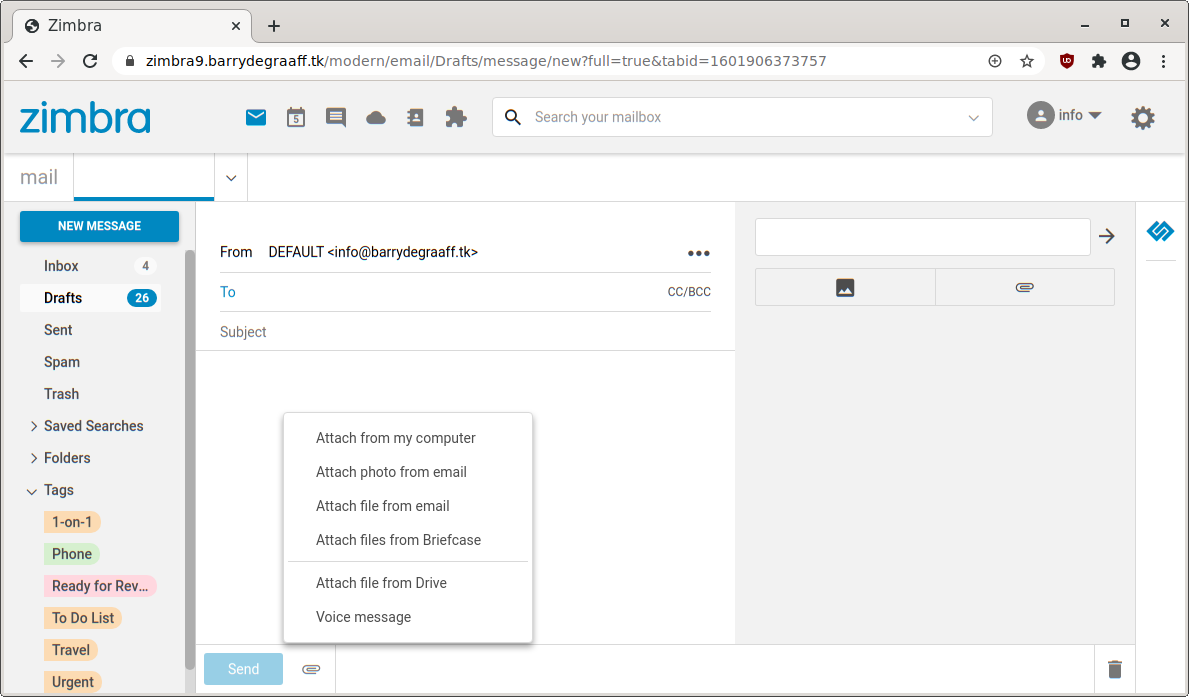 Zimbra
zimbra9.barrydegraaff.tk/modern/email/Drafts/message/new?full=true&tabid=1601906373757
zimbra
5
Search your mailbox
info
mail
NEW MESSAGE
Inbox 4
Drafts 26
Sent
Spam
Trash
Saved Searches
Folders
Tags
1-on-1
Phone
Ready for Rev...
To Do List
Travel
Urgent
From DEFAULT <info@barrydegraaff.tk>
To CC/BCC
Subject
Attach from my computer
Attach photo from email
Attach file from email
Attach files from Briefcase
Attach file from Drive
Voice message
Send